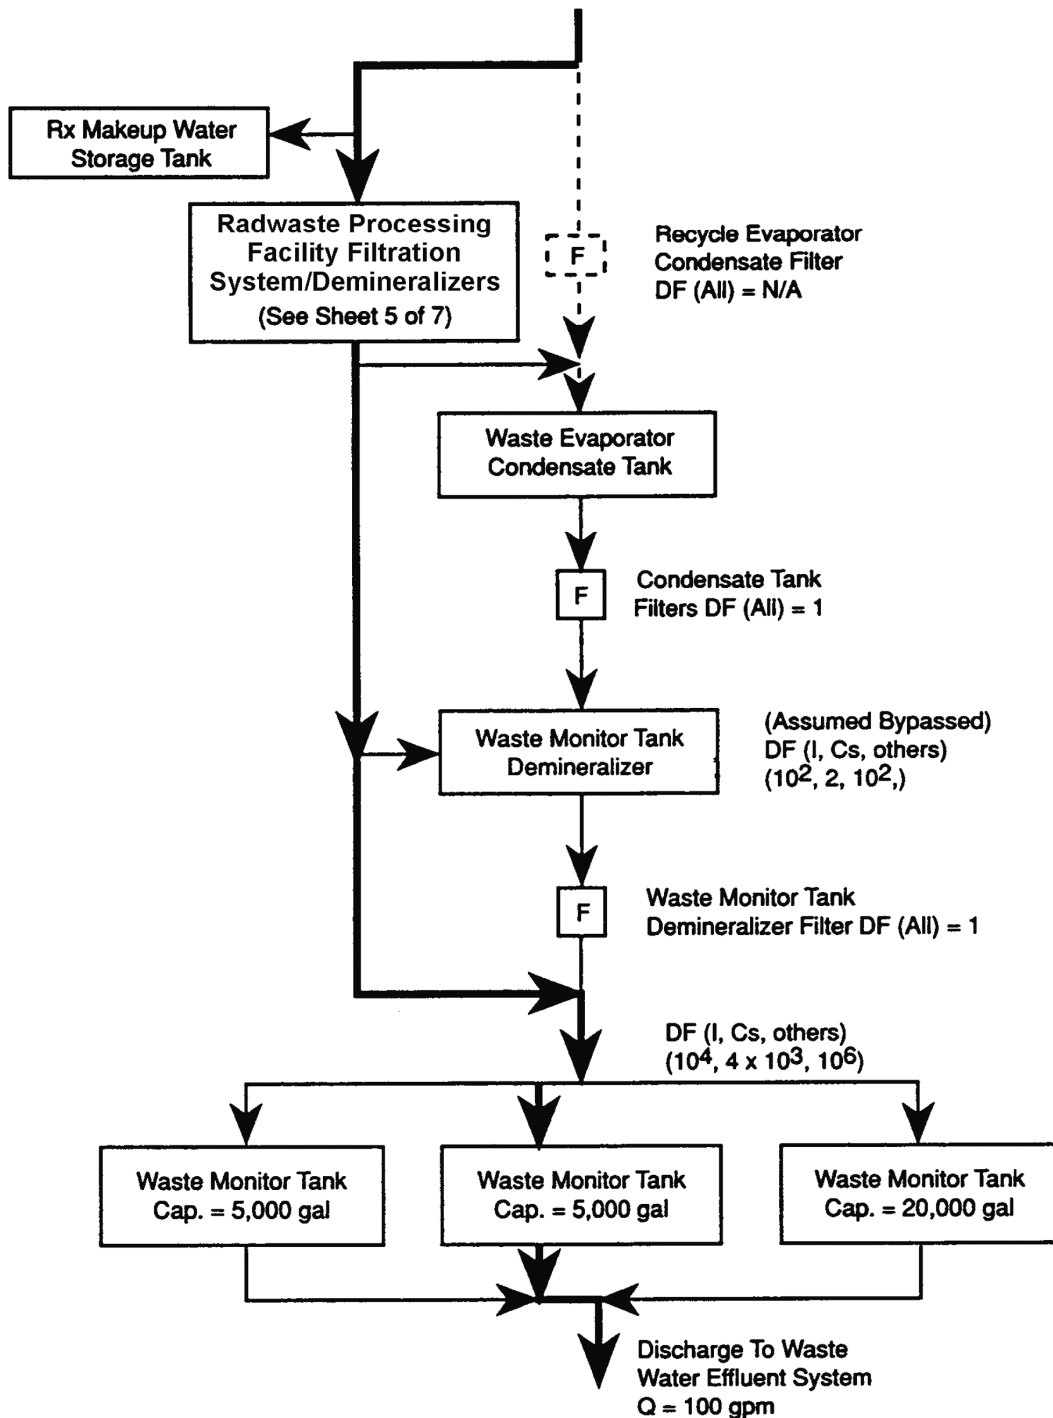 Rx Makeup Water
Storage Tank
Radwaste Processing
Facility Filtration
System/Demineralizers
(See Sheet 5 of 7)
F
Recycle Evaporator
Condensate Filter
DF (All) = N/A
Waste Evaporator
Condensate Tank
F
Condensate Tank
Filters DF (All) = 1
Waste Monitor Tank
Demineralizer
(Assumed Bypassed)
DF (I, Cs, others)
(10², 2, 10²,)
F
Waste Monitor Tank
Demineralizer Filter DF (All) = 1
DF (I, Cs, others)
(10⁴, 4 x 10³, 10⁶)
Waste Monitor Tank
Cap. = 5,000 gal
Waste Monitor Tank
Cap. = 5,000 gal
Waste Monitor Tank
Cap. = 20,000 gal
Discharge To Waste
Water Effluent System
Q = 100 gpm